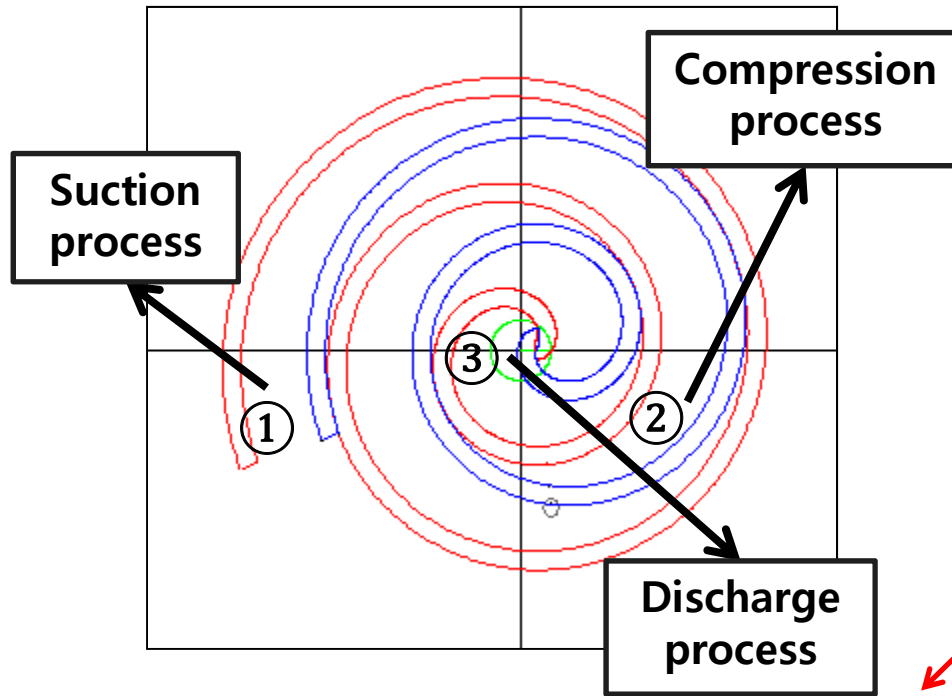 Compression
process
Suction
process
③
①
②
Discharge
process